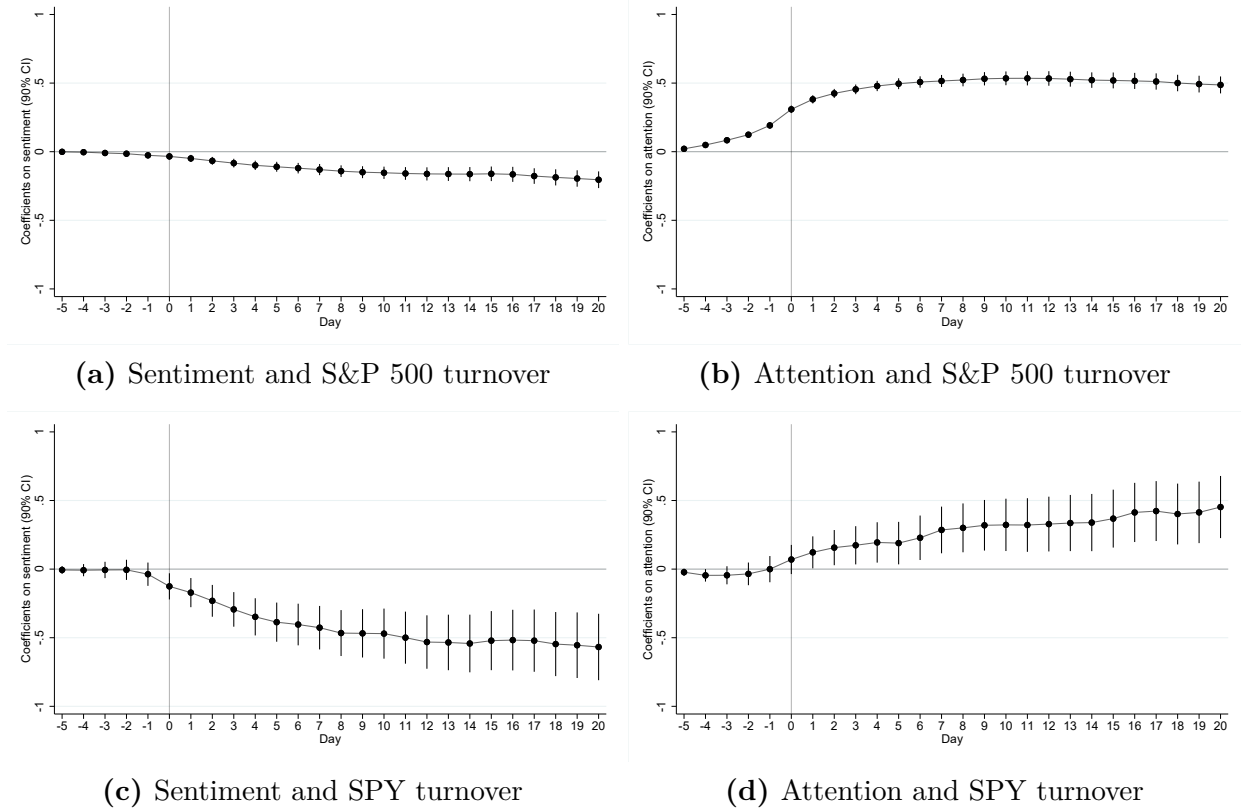 Coefficients on sentiment (90% CI)
1
.5
0
-.5
-1
-5 -4 -3 -2 -1 0 1 2 3 4 5 6 7 8 9 10 11 12 13 14 15 16 17 18 19 20
Day
(a) Sentiment and S&P 500 turnover
Coefficients on attention (90% CI)
1
.5
0
-.5
-1
-5 -4 -3 -2 -1 0 1 2 3 4 5 6 7 8 9 10 11 12 13 14 15 16 17 18 19 20
Day
(b) Attention and S&P 500 turnover
Coefficients on sentiment (90% CI)
1
.5
0
-.5
-1
-5 -4 -3 -2 -1 0 1 2 3 4 5 6 7 8 9 10 11 12 13 14 15 16 17 18 19 20
Day
(c) Sentiment and SPY turnover
Coefficients on attention (90% CI)
1
.5
0
-.5
-1
-5 -4 -3 -2 -1 0 1 2 3 4 5 6 7 8 9 10 11 12 13 14 15 16 17 18 19 20
Day
(d) Attention and SPY turnover